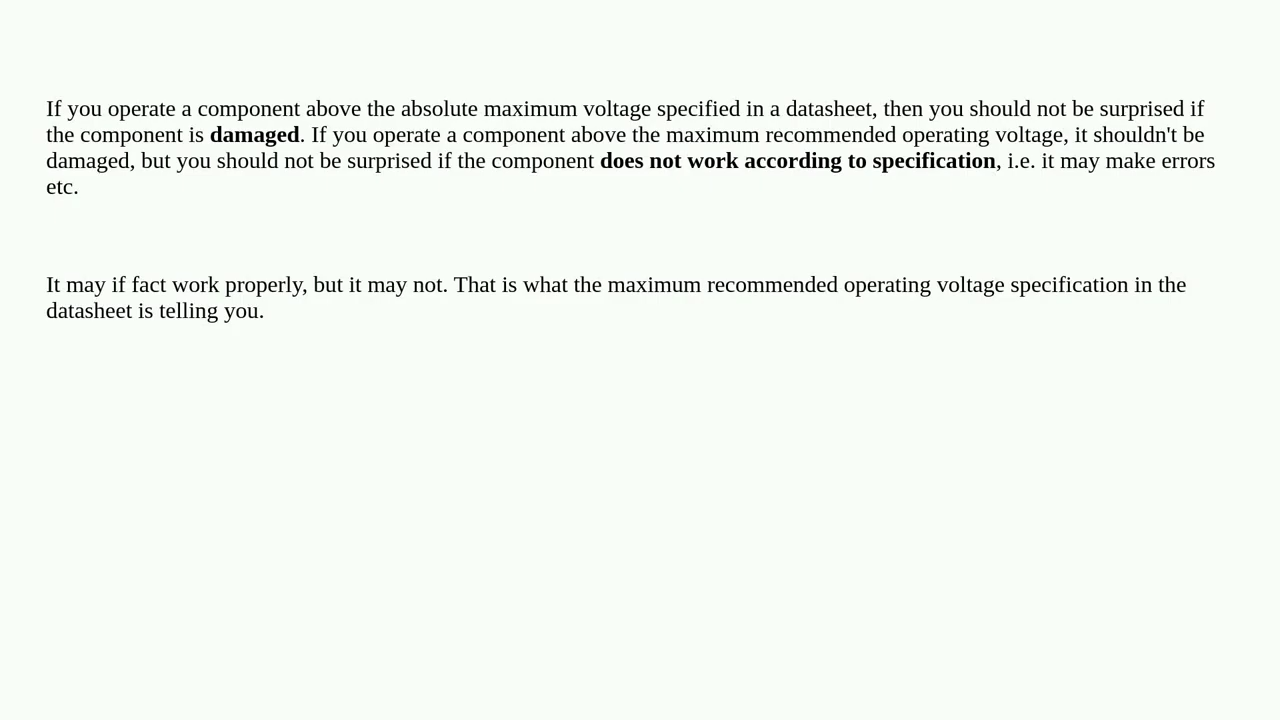 If you operate a component above the absolute maximum voltage specified in a datasheet, then you should not be surprised if
the component is damaged. If you operate a component above the maximum recommended operating voltage, it shouldn't be
damaged, but you should not be surprised if the component does not work according to specification, i.e. it may make errors
etc.
It may if fact work properly, but it may not. That is what the maximum recommended operating voltage specification in the
datasheet is telling you.